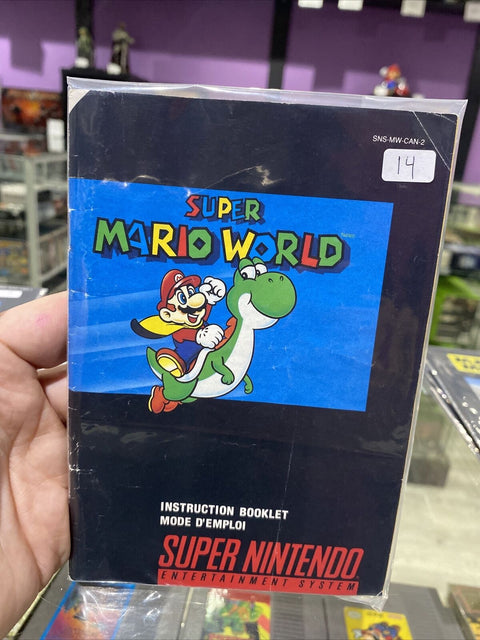 SNS-MW-CAN-2
14
SUPER
MARIO WORLD
INSTRUCTION BOOKLET
MODE D'EMPLOI
SUPER NINTENDO
ENTERTAINMENT SYSTEM